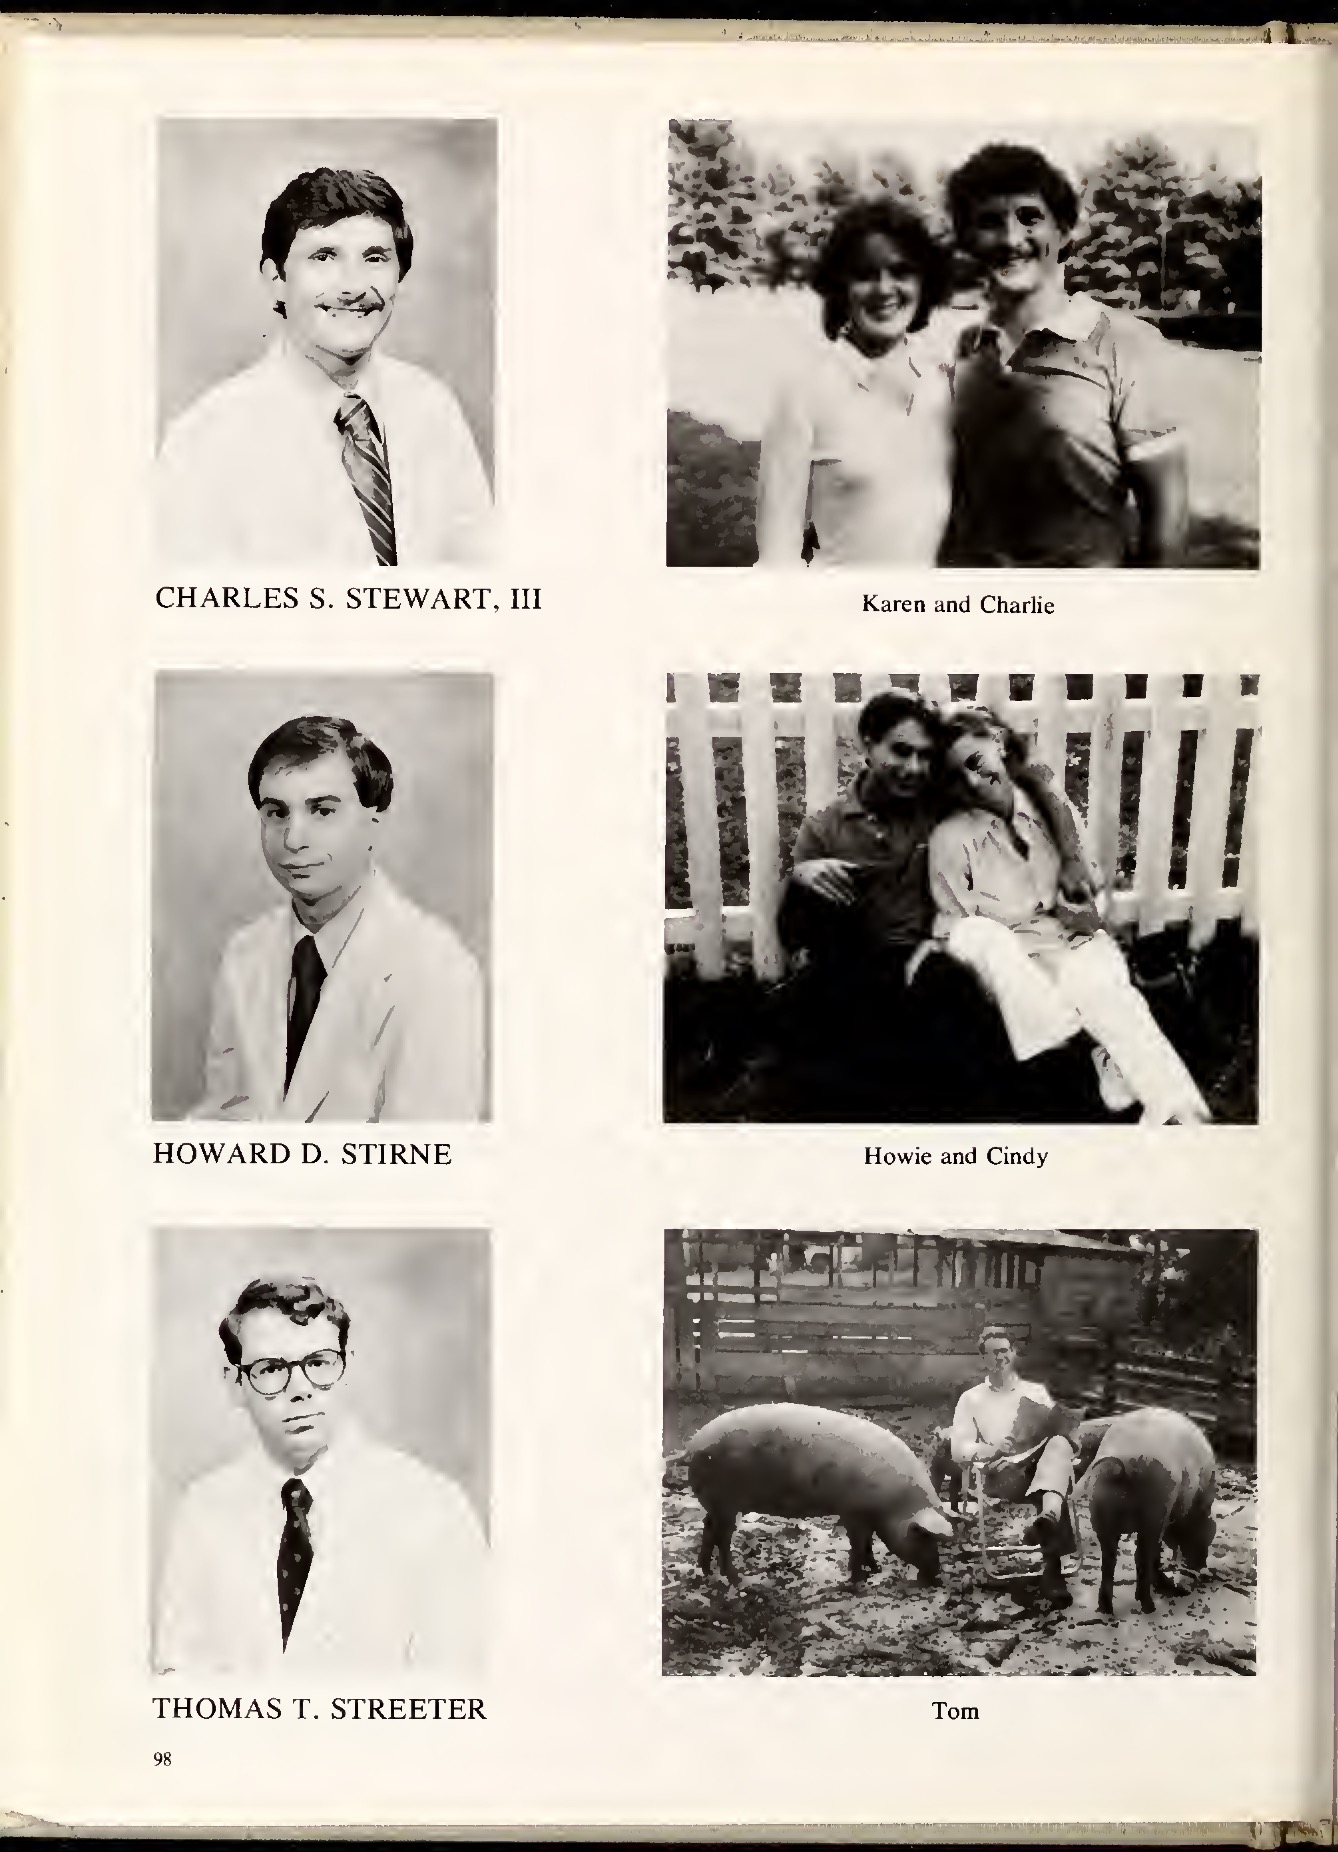 CHARLES S. STEWART, III
Karen and Charlie
HOWARD D. STIRNE
Howie and Cindy
THOMAS T. STREETER
Tom
98